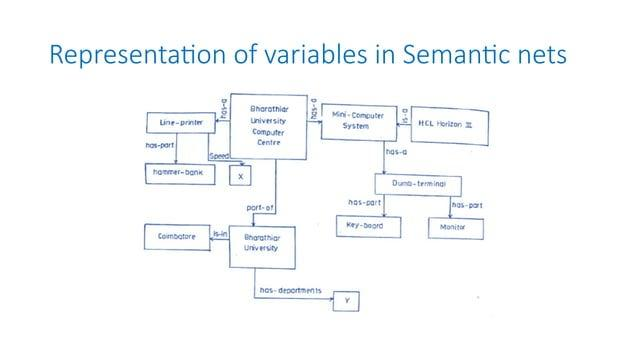 Representation of variables in Semantic nets
Bharathiar
University
Computer
Centre
has-a
Line-printer
has-part
hammer-bank
Speed
X
has-a
Mini-Computer
System
is-a
HCL Horizon III
has-a
Dumb-terminal
has-part
Key-board
has-part
Monitor
part-of
Bharathiar
University
is-in
Coimbatore
has-departments
Y